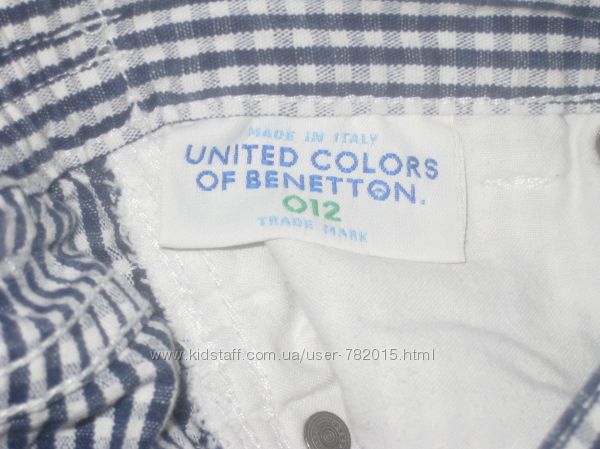 MADE IN ITALY
UNITED COLORS
OF BENETTON.
012
TRADE MARK
www.kidstaff.com.ua/user-782015.html